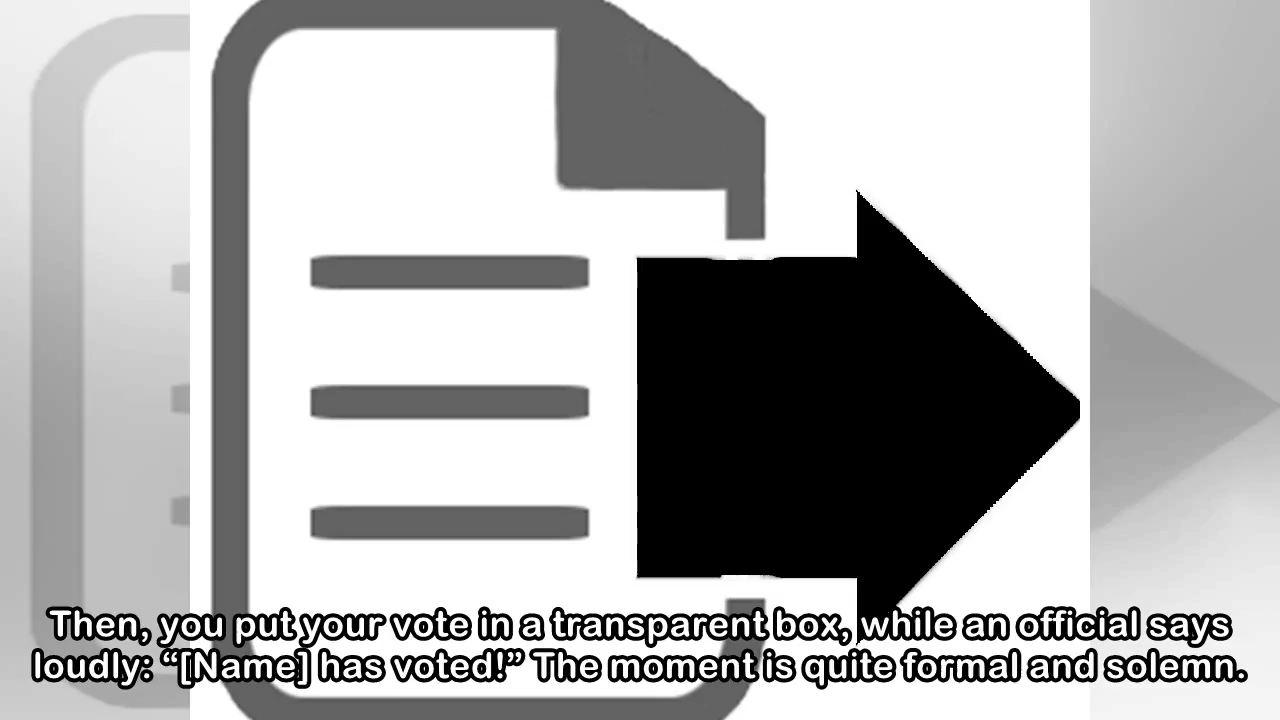 Then, you put your vote in a transparent box, while an official says
loudly: “[Name] has voted!” The moment is quite formal and solemn.